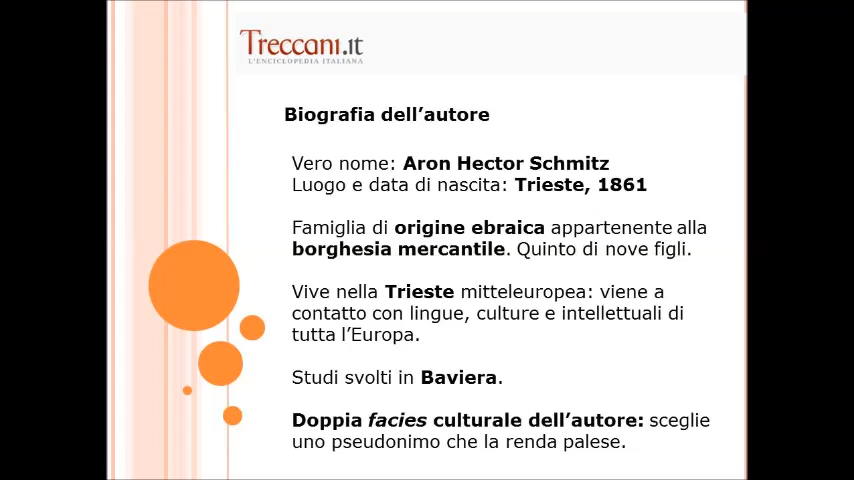 Treccani.it
L'ENCICLOPEDIA ITALIANA
Biografia dell’autore
Vero nome: Aron Hector Schmitz
Luogo e data di nascita: Trieste, 1861
Famiglia di origine ebraica appartenente alla
borghesia mercantile. Quinto di nove figli.
Vive nella Trieste mitteleuropea: viene a
contatto con lingue, culture e intellettuali di
tutta l’Europa.
Studi svolti in Baviera.
Doppia facies culturale dell’autore: sceglie
uno pseudonimo che la renda palese.